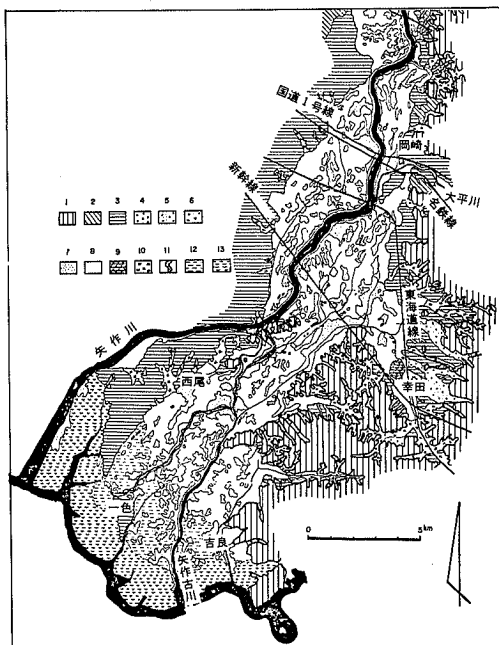 国道1号線
岡崎
新幹線
大平川
名鉄線
1 2 3 4 5 6
7 8 9 10 11 12 13
東海道線
矢作川
西尾
幸田
一色
吉良
矢作古川
0 5km